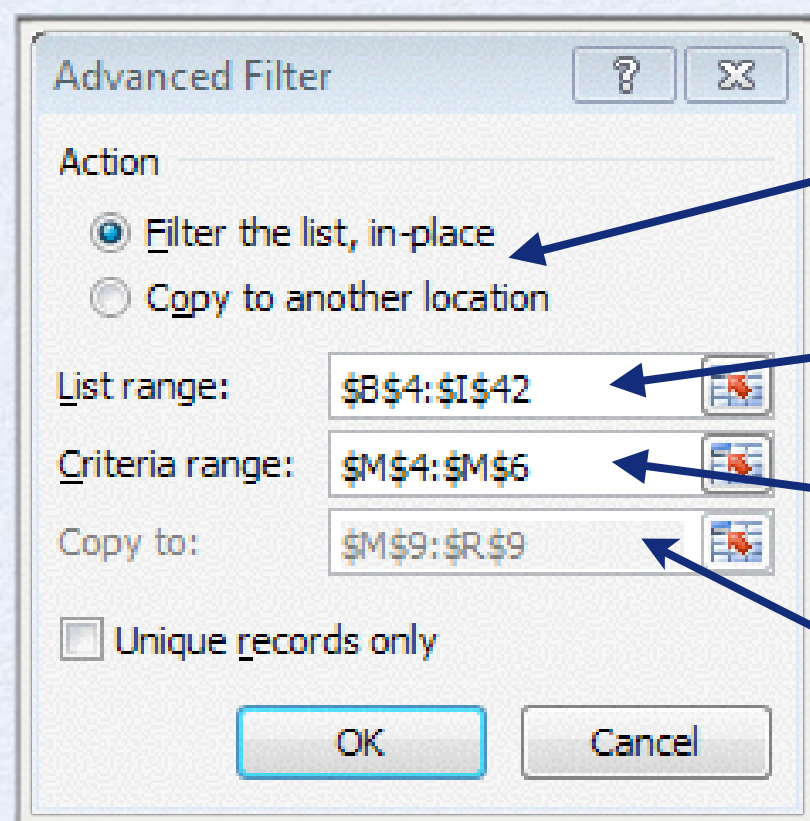 Advanced Filter ?
Action
Filter the list, in-place
Copy to another location
List range: $B$4:$I$42
Criteria range: $M$4:$M$6
Copy to: $M$9:$R$9
Unique records only
OK Cancel